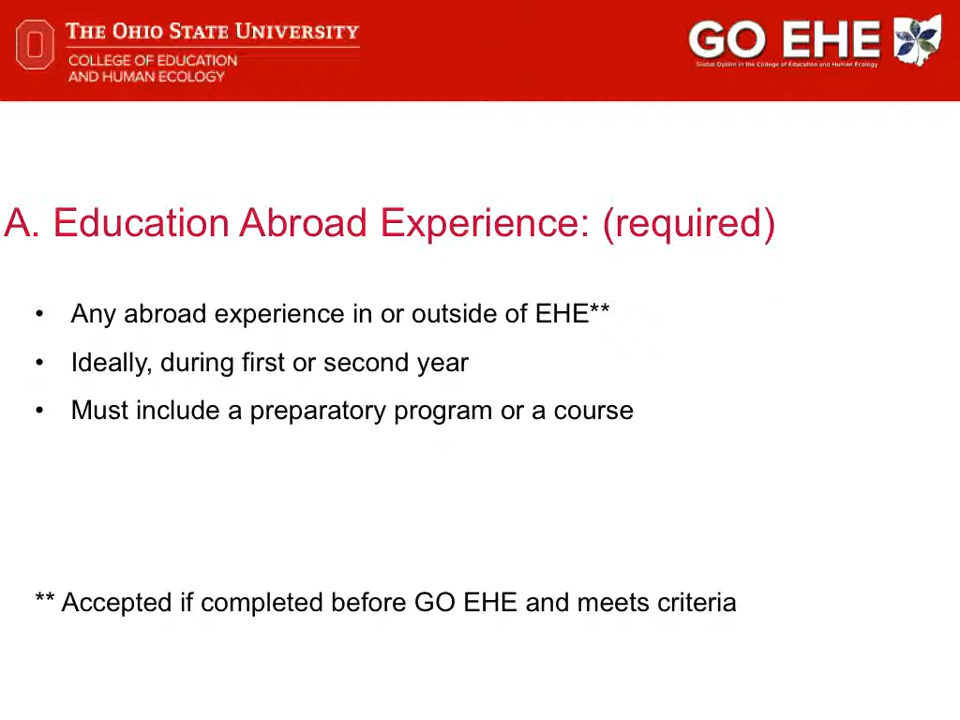 THE OHIO STATE UNIVERSITY
COLLEGE OF EDUCATION
AND HUMAN ECOLOGY
GO EHE
Global Option in the College of Education and Human Ecology
A. Education Abroad Experience: (required)
• Any abroad experience in or outside of EHE**
• Ideally, during first or second year
• Must include a preparatory program or a course
** Accepted if completed before GO EHE and meets criteria